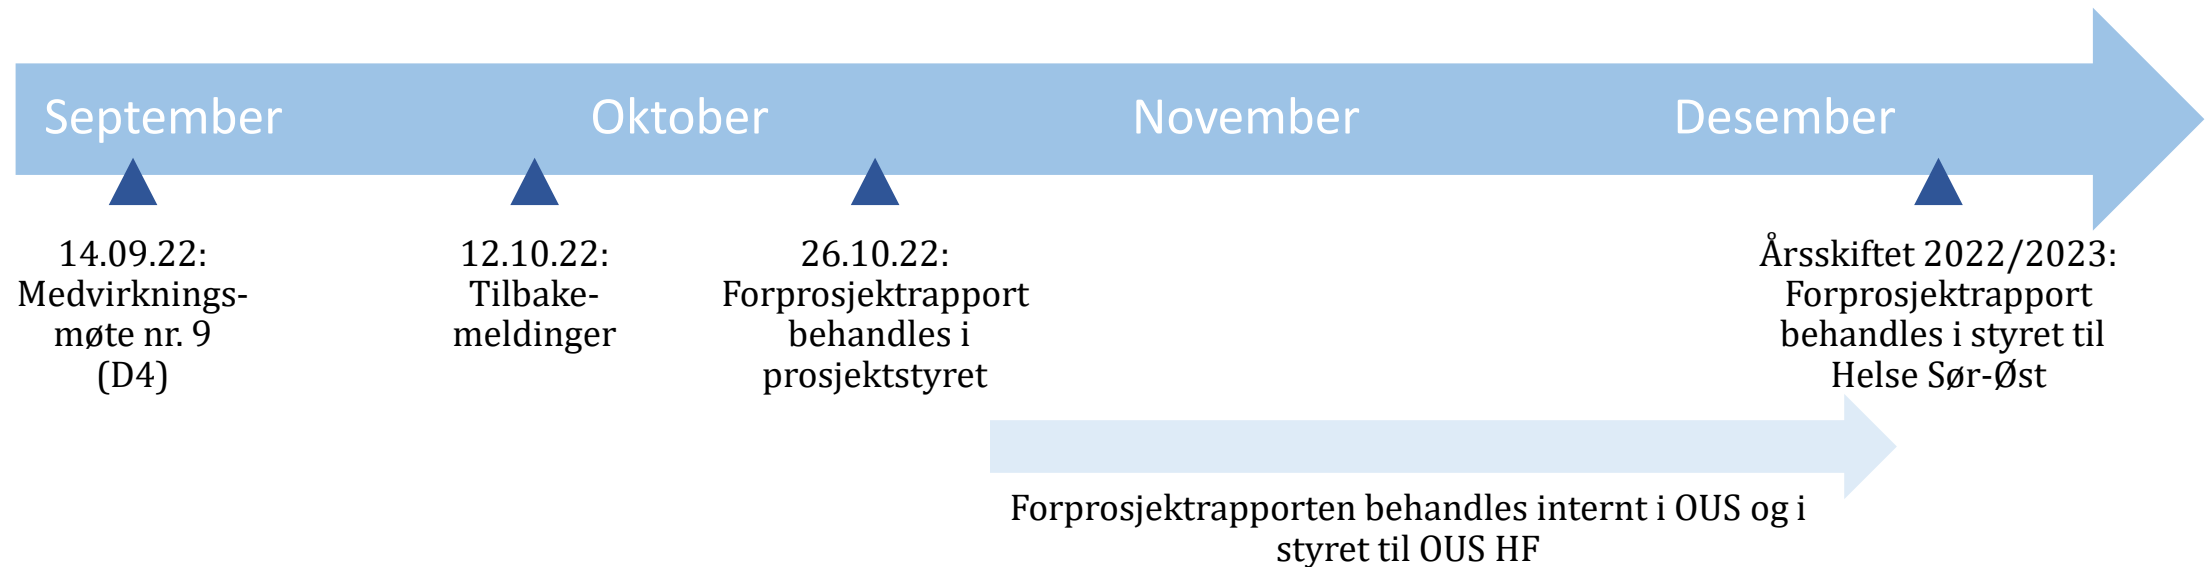 September
Oktober
November
Desember
14.09.22:
Medvirknings-
møte nr. 9
(D4)
12.10.22:
Tilbake-
meldinger
26.10.22:
Forprosjektrapport
behandles i
prosjektstyret
Årsskiftet 2022/2023:
Forprosjektrapport
behandles i styret til
Helse Sør-Øst
Forprosjektrapporten behandles internt i OUS og i
styret til OUS HF